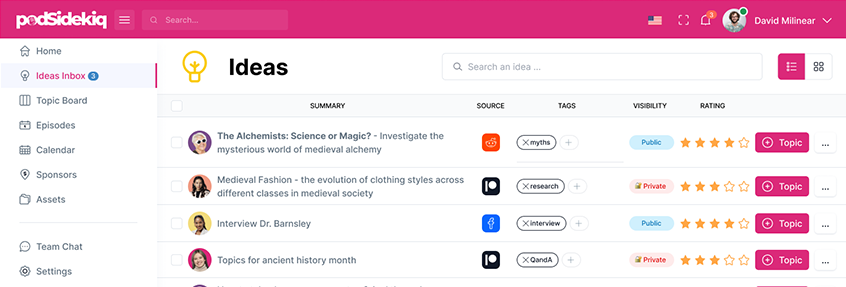 podSidekiq
Search...
3
David Milinear
Home
Ideas Inbox 3
Topic Board
Episodes
Calendar
Sponsors
Assets
Team Chat
Settings
Ideas
Search an idea ...
SUMMARY SOURCE TAGS VISIBILITY RATING
The Alchemists: Science or Magic? - Investigate the
mysterious world of medieval alchemy
myths
Public
Topic
...
Medieval Fashion - the evolution of clothing styles across
different classes in medieval society
research
Private
Topic
...
Interview Dr. Barnsley
interview
Public
Topic
...
Topics for ancient history month
QandA
Private
Topic
...